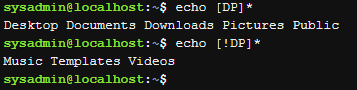 sysadmin@localhost:~$ echo [DP]*
Desktop Documents Downloads Pictures Public
sysadmin@localhost:~$ echo [!DP]*
Music Templates Videos
sysadmin@localhost:~$